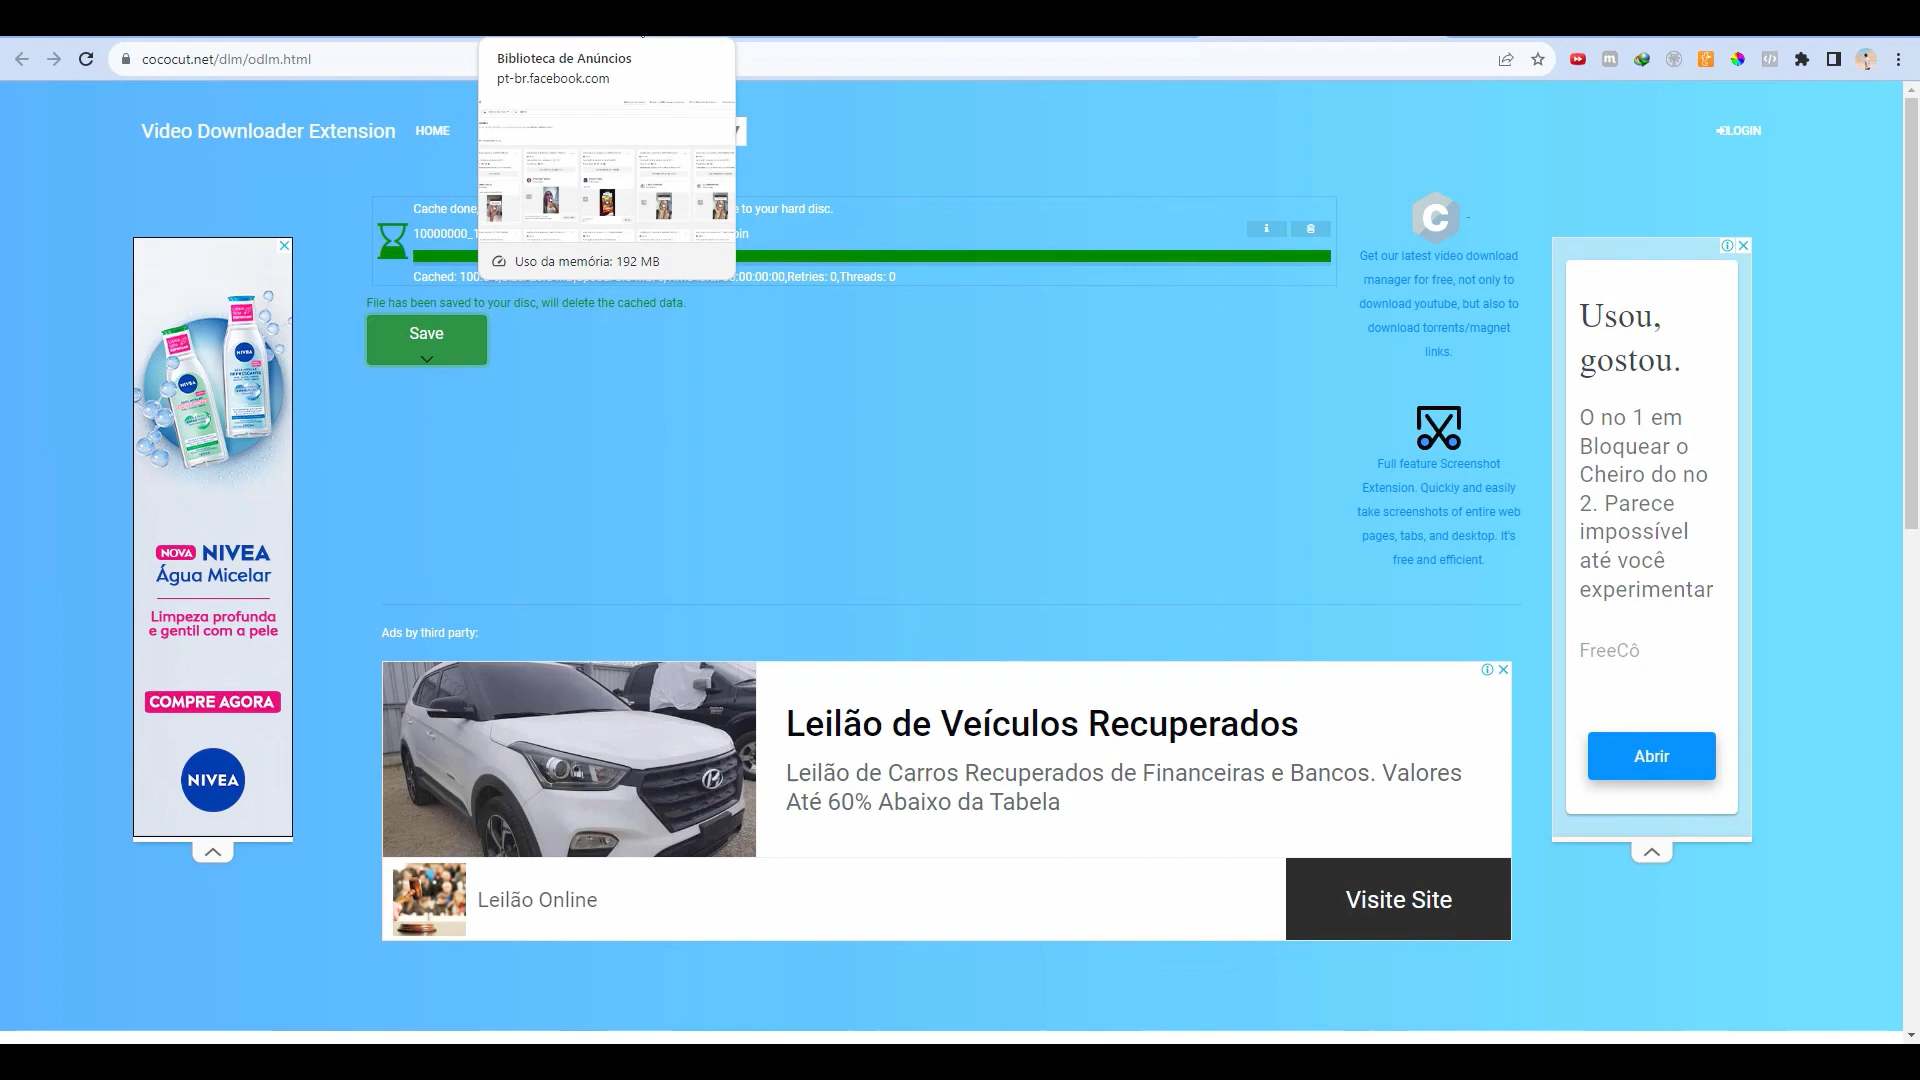 cococut.net/dlm/odlm.html
Biblioteca de Anúncios
pt-br.facebook.com
Uso da memória: 192 MB
Video Downloader Extension
HOME
LOGIN
Cache done,
e to your hard disc.
10000000_1
oin
Cached: 100.
00:00:00,Retries: 0,Threads: 0
File has been saved to your disc, will delete the cached data.
Save
Get our latest video download
manager for free, not only to
download youtube, but also to
download torrents/magnet
links.
Full feature Screenshot
Extension. Quickly and easily
take screenshots of entire web
pages, tabs, and desktop. It's
free and efficient.
NIVEA
NIVEA
NOVA NIVEA
Água Micelar
Limpeza profunda
e gentil com a pele
COMPRE AGORA
NIVEA
Usou,
gostou.
O no 1 em
Bloquear o
Cheiro do no
2. Parece
impossível
até você
experimentar
FreeCô
Abrir
Ads by third party:
Leilão de Veículos Recuperados
Leilão de Carros Recuperados de Financeiras e Bancos. Valores
Até 60% Abaixo da Tabela
Leilão Online
Visite Site